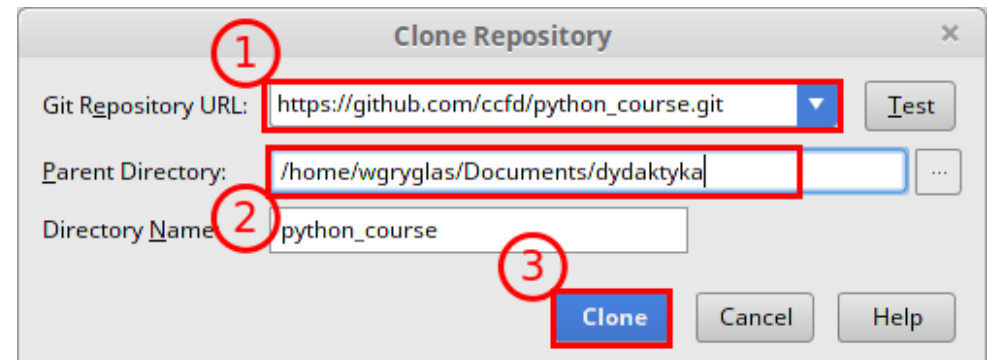 Clone Repository ×
1
Git Repository URL: https://github.com/ccfd/python_course.git Test
Parent Directory: /home/wgryglas/Documents/dydaktyka ...
2
Directory Name: python_course
3
Clone Cancel Help